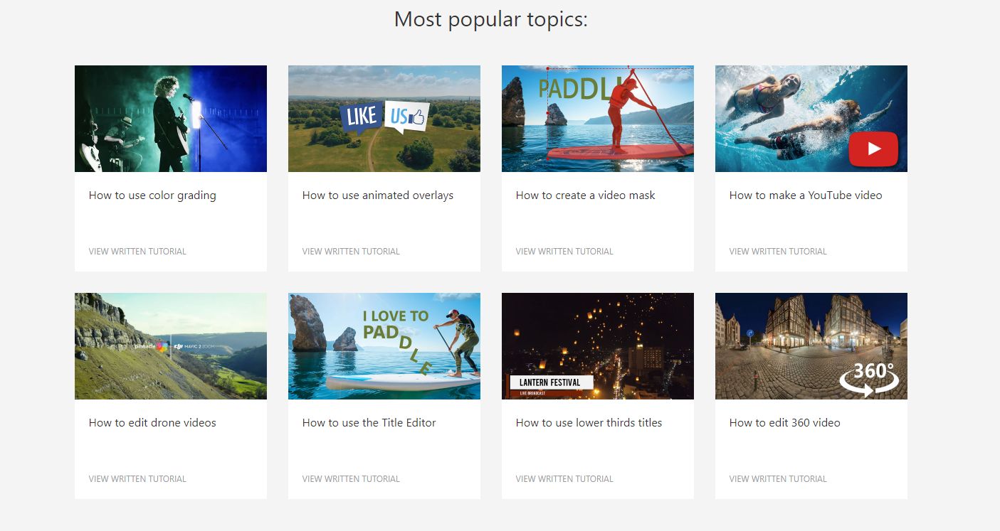 Most popular topics:
LIKE US
PADDL
How to use color grading
How to use animated overlays
How to create a video mask
How to make a YouTube video
VIEW WRITTEN TUTORIAL
VIEW WRITTEN TUTORIAL
VIEW WRITTEN TUTORIAL
VIEW WRITTEN TUTORIAL
pinnacle
dji MAVIC 2 ZOOM
I LOVE TO
PADDLE
LANTERN FESTIVAL
LIVE BROADCAST
360°
How to edit drone videos
How to use the Title Editor
How to use lower thirds titles
How to edit 360 video
VIEW WRITTEN TUTORIAL
VIEW WRITTEN TUTORIAL
VIEW WRITTEN TUTORIAL
VIEW WRITTEN TUTORIAL